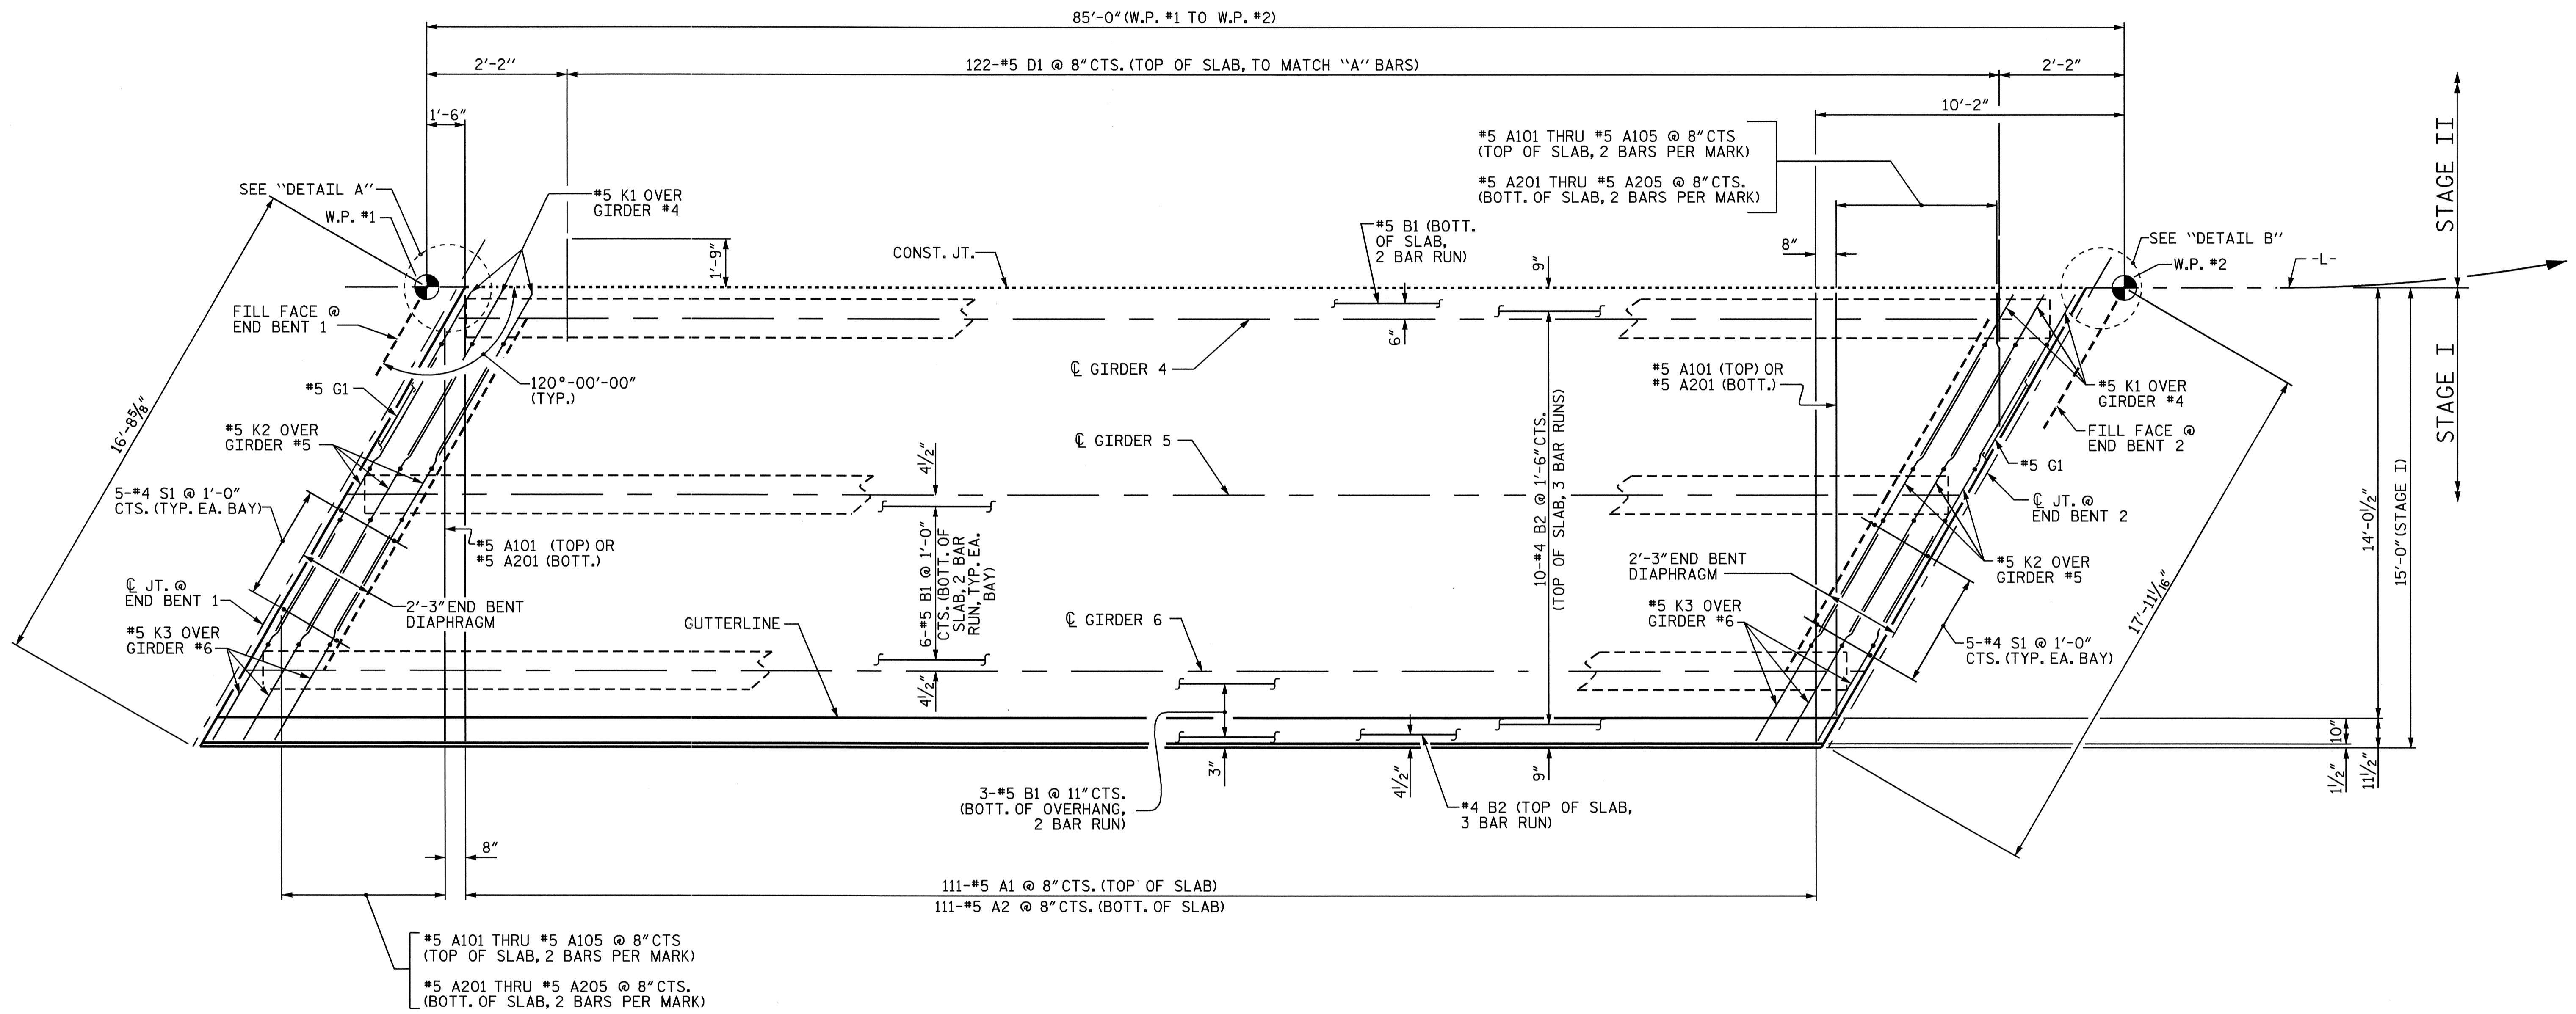 85'-0" (W.P. #1 TO W.P. #2)
2'-2"
122-#5 D1 @ 8" CTS. (TOP OF SLAB, TO MATCH "A" BARS)
2'-2"
1'-6"
10'-2"
#5 A101 THRU #5 A105 @ 8" CTS
(TOP OF SLAB, 2 BARS PER MARK)
#5 A201 THRU #5 A205 @ 8" CTS.
(BOTT. OF SLAB, 2 BARS PER MARK)
STAGE II
STAGE I
SEE "DETAIL A"
W.P. #1
#5 K1 OVER
GIRDER #4
1'-9"
CONST. JT.
#5 B1 (BOTT.
OF SLAB,
2 BAR RUN)
9"
8"
SEE "DETAIL B"
W.P. #2
-L-
FILL FACE @
END BENT 1
6"
℄ GIRDER 4
120°-00'-00"
(TYP.)
#5 A101 (TOP) OR
#5 A201 (BOTT.)
#5 K1 OVER
GIRDER #4
#5 G1
16'-8⅝"
#5 K2 OVER
GIRDER #5
FILL FACE @
END BENT 2
℄ GIRDER 5
4½"
10-#4 B2 @ 1'-6" CTS.
(TOP OF SLAB, 3 BAR RUNS)
#5 G1
5-#4 S1 @ 1'-0"
CTS. (TYP. EA. BAY)
℄ JT. @
END BENT 2
14'-0½"
15'-0" (STAGE I)
#5 A101 (TOP) OR
#5 A201 (BOTT.)
6-#5 B1 @ 1'-0"
CTS. (BOTT. OF
SLAB, 2 BAR
RUN, TYP. EA.
BAY)
2'-3" END BENT
DIAPHRAGM
#5 K2 OVER
GIRDER #5
℄ JT. @
END BENT 1
2'-3" END BENT
DIAPHRAGM
#5 K3 OVER
GIRDER #6
17'-11 1/16"
#5 K3 OVER
GIRDER #6
GUTTERLINE
℄ GIRDER 6
5-#4 S1 @ 1'-0"
CTS. (TYP. EA. BAY)
4½"
10"
1½"
11½"
3"
4½"
9"
3-#5 B1 @ 11" CTS.
(BOTT. OF OVERHANG,
2 BAR RUN)
#4 B2 (TOP OF SLAB,
3 BAR RUN)
8"
111-#5 A1 @ 8" CTS. (TOP OF SLAB)
111-#5 A2 @ 8" CTS. (BOTT. OF SLAB)
#5 A101 THRU #5 A105 @ 8" CTS
(TOP OF SLAB, 2 BARS PER MARK)
#5 A201 THRU #5 A205 @ 8" CTS.
(BOTT. OF SLAB, 2 BARS PER MARK)